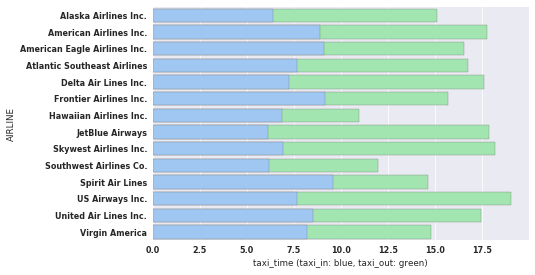 Alaska Airlines Inc.
American Airlines Inc.
American Eagle Airlines Inc.
Atlantic Southeast Airlines
Delta Air Lines Inc.
Frontier Airlines Inc.
Hawaiian Airlines Inc.
JetBlue Airways
Skywest Airlines Inc.
Southwest Airlines Co.
Spirit Air Lines
US Airways Inc.
United Air Lines Inc.
Virgin America
AIRLINE
0.0 2.5 5.0 7.5 10.0 12.5 15.0 17.5
taxi_time (taxi_in: blue, taxi_out: green)